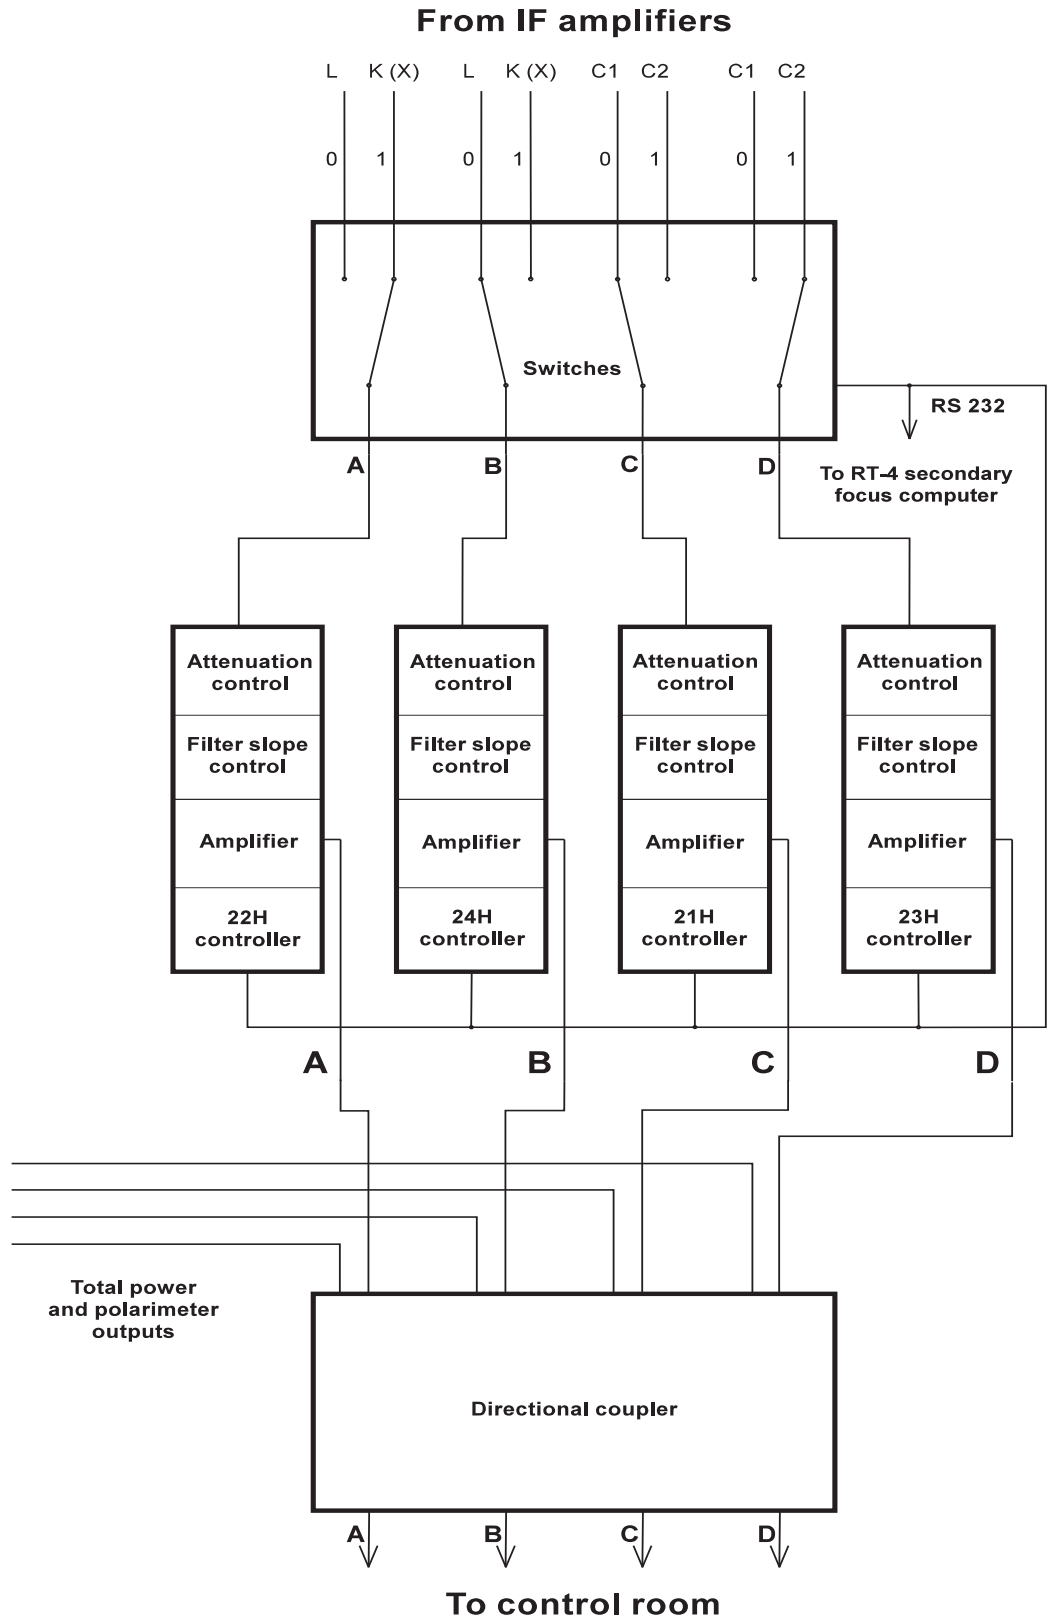 From IF amplifiers
L K (X) L K (X) C1 C2 C1 C2
0 1 0 1 0 1 0 1
Switches
RS 232
A B C D
To RT-4 secondary
focus computer
Attenuation
control
Filter slope
control
Amplifier
22H
controller
Attenuation
control
Filter slope
control
Amplifier
24H
controller
Attenuation
control
Filter slope
control
Amplifier
21H
controller
Attenuation
control
Filter slope
control
Amplifier
23H
controller
A B C D
Total power
and polarimeter
outputs
Directional coupler
A B C D
To control room